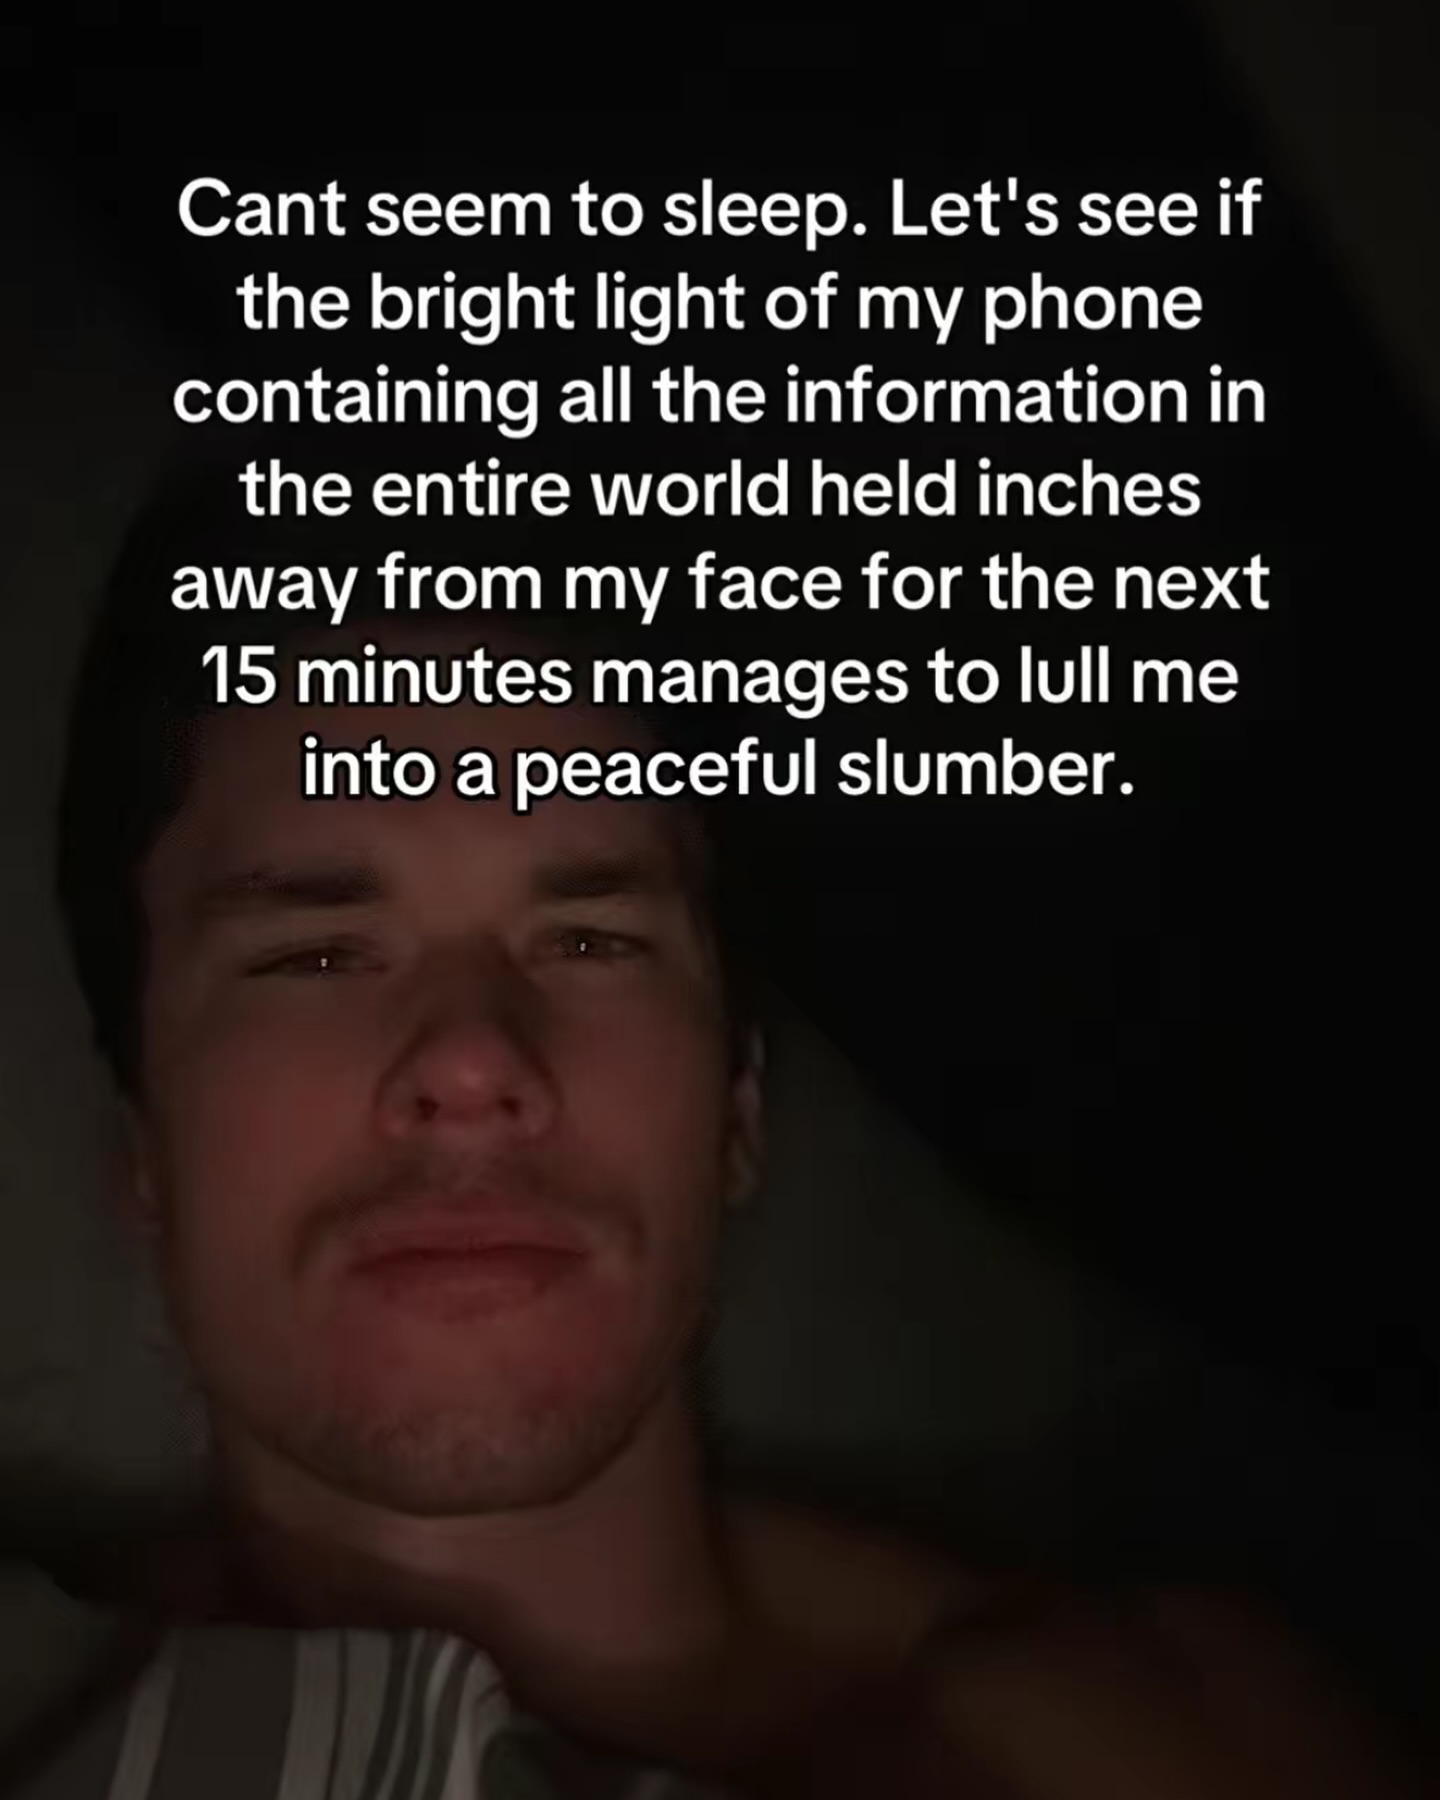 Cant seem to sleep. Let's see if
the bright light of my phone
containing all the information in
the entire world held inches
away from my face for the next
15 minutes manages to lull me
into a peaceful slumber.